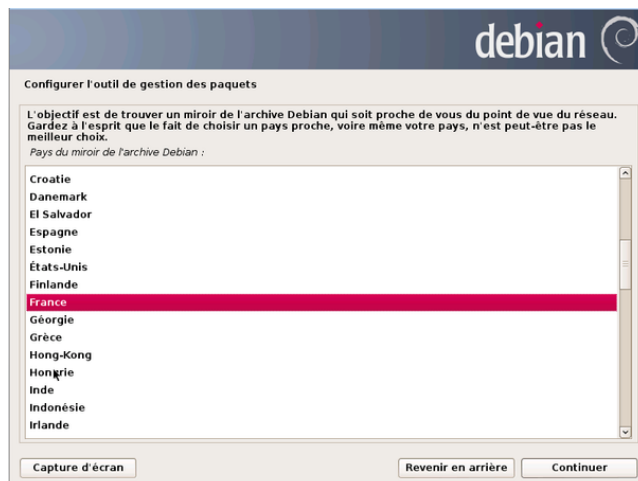 debian
Configurer l'outil de gestion des paquets
L'objectif est de trouver un miroir de l'archive Debian qui soit proche de vous du point de vue du réseau.
Gardez à l'esprit que le fait de choisir un pays proche, voire même votre pays, n'est peut-être pas le
meilleur choix.
Pays du miroir de l'archive Debian :
Croatie
Danemark
El Salvador
Espagne
Estonie
États-Unis
Finlande
France
Géorgie
Grèce
Hong-Kong
Hongrie
Inde
Indonésie
Irlande
Capture d'écran
Revenir en arrière
Continuer